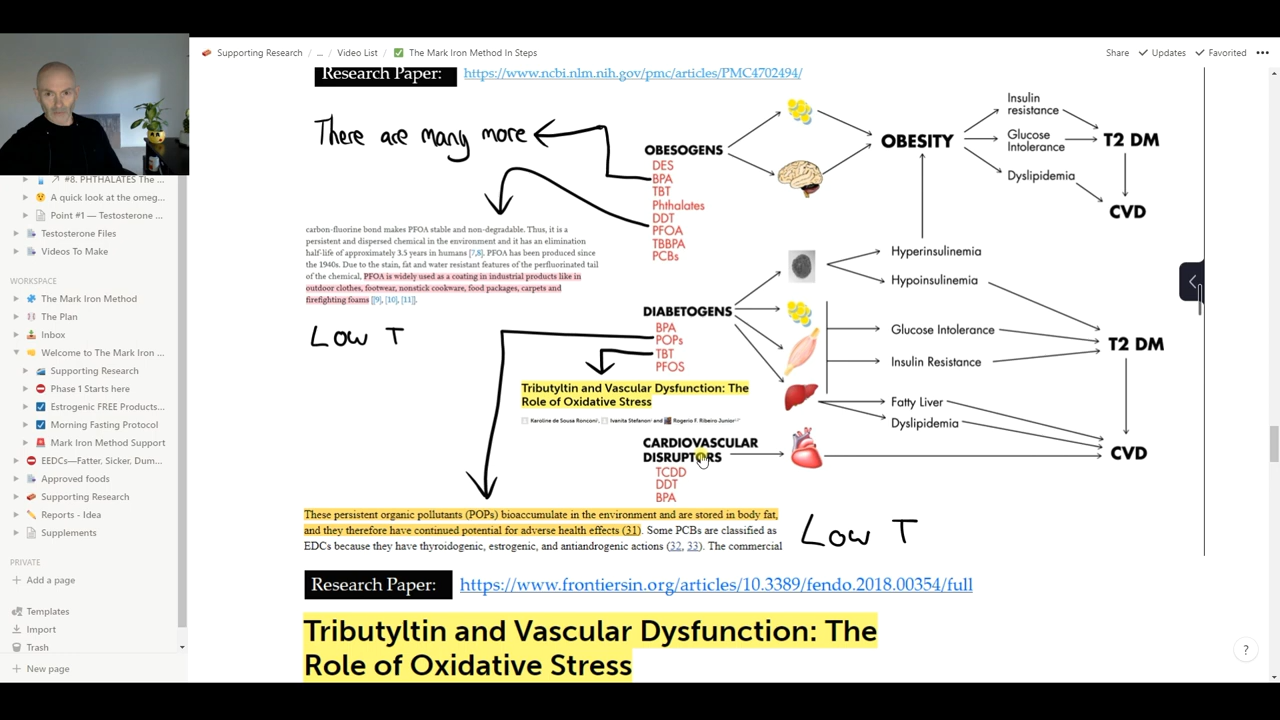 Supporting Research / ... / Video List / The Mark Iron Method In Steps
Share Updates Favorited
#8. PHTHALATES The ...
A quick look at the omeg...
Point #1 — Testosterone ...
Testosterone Files
Videos To Make
WORKSPACE
The Mark Iron Method
The Plan
Inbox
Welcome to The Mark Iron ...
Supporting Research
Phase 1 Starts here
Estrogenic FREE Products...
Morning Fasting Protocol
Mark Iron Method Support
EEDCs—Fatter, Sicker, Dum...
Approved foods
Supporting Research
Reports - Idea
Supplements
PRIVATE
Add a page
Templates
Import
Trash
New page
Research Paper: https://www.ncbi.nlm.nih.gov/pmc/articles/PMC4702494/
There are many more
carbon-fluorine bond makes PFOA stable and non-degradable. Thus, it is a
persistent and dispersed chemical in the environment and it has an elimination
half-life of approximately 3.5 years in humans [7,8]. PFOA has been produced since
the 1940s. Due to the stain, fat and water resistant features of the perfluorinated tail
of the chemical, PFOA is widely used as a coating in industrial products like in
outdoor clothes, footwear, nonstick cookware, food packages, carpets and
firefighting foams [[9], [10], [11]].
Low T
OBESOGENS
DES
BPA
TBT
Phthalates
DDT
PFOA
TBBPA
PCBs
OBESITY
Insulin
resistance
Glucose
Intolerance
Dyslipidemia
T2 DM
CVD
DIABETOGENS
BPA
POPs
TBT
PFOS
Hyperinsulinemia
Hypoinsulinemia
Glucose Intolerance
Insulin Resistance
Fatty Liver
Dyslipidemia
T2 DM
CVD
Tributyltin and Vascular Dysfunction: The
Role of Oxidative Stress
Karoline de Sousa Ronconi, Ivanita Stefanon and Rogerio F. Ribeiro Junior
CARDIOVASCULAR
DISRUPTORS
TCDD
DDT
BPA
These persistent organic pollutants (POPs) bioaccumulate in the environment and are stored in body fat,
and they therefore have continued potential for adverse health effects (31). Some PCBs are classified as
EDCs because they have thyroidogenic, estrogenic, and antiandrogenic actions (32, 33). The commercial
Low T
Research Paper: https://www.frontiersin.org/articles/10.3389/fendo.2018.00354/full
Tributyltin and Vascular Dysfunction: The
Role of Oxidative Stress
?